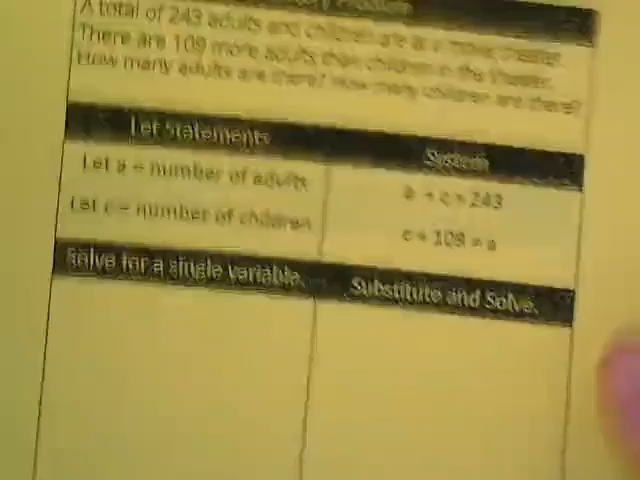 Problem
A total of 243 adults and children are at a movie theater.
There are 109 more adults than children in the theater.
How many adults are there? How many children are there?
Let Statements
System
Let a = number of adults
a + c = 243
Let c = number of children
c + 109 = a
Solve for a single variable.
Substitute and Solve.